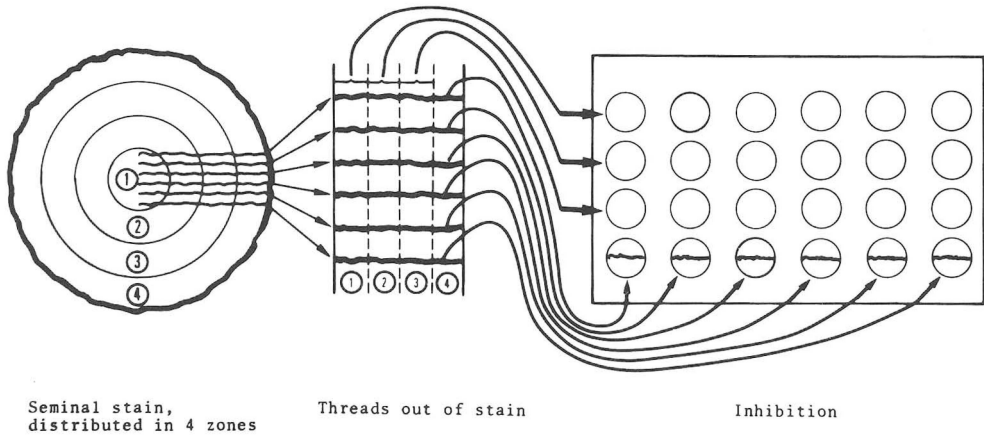 ①
②
③
④
① ② ③ ④
Seminal stain,
distributed in 4 zones
Threads out of stain
Inhibition